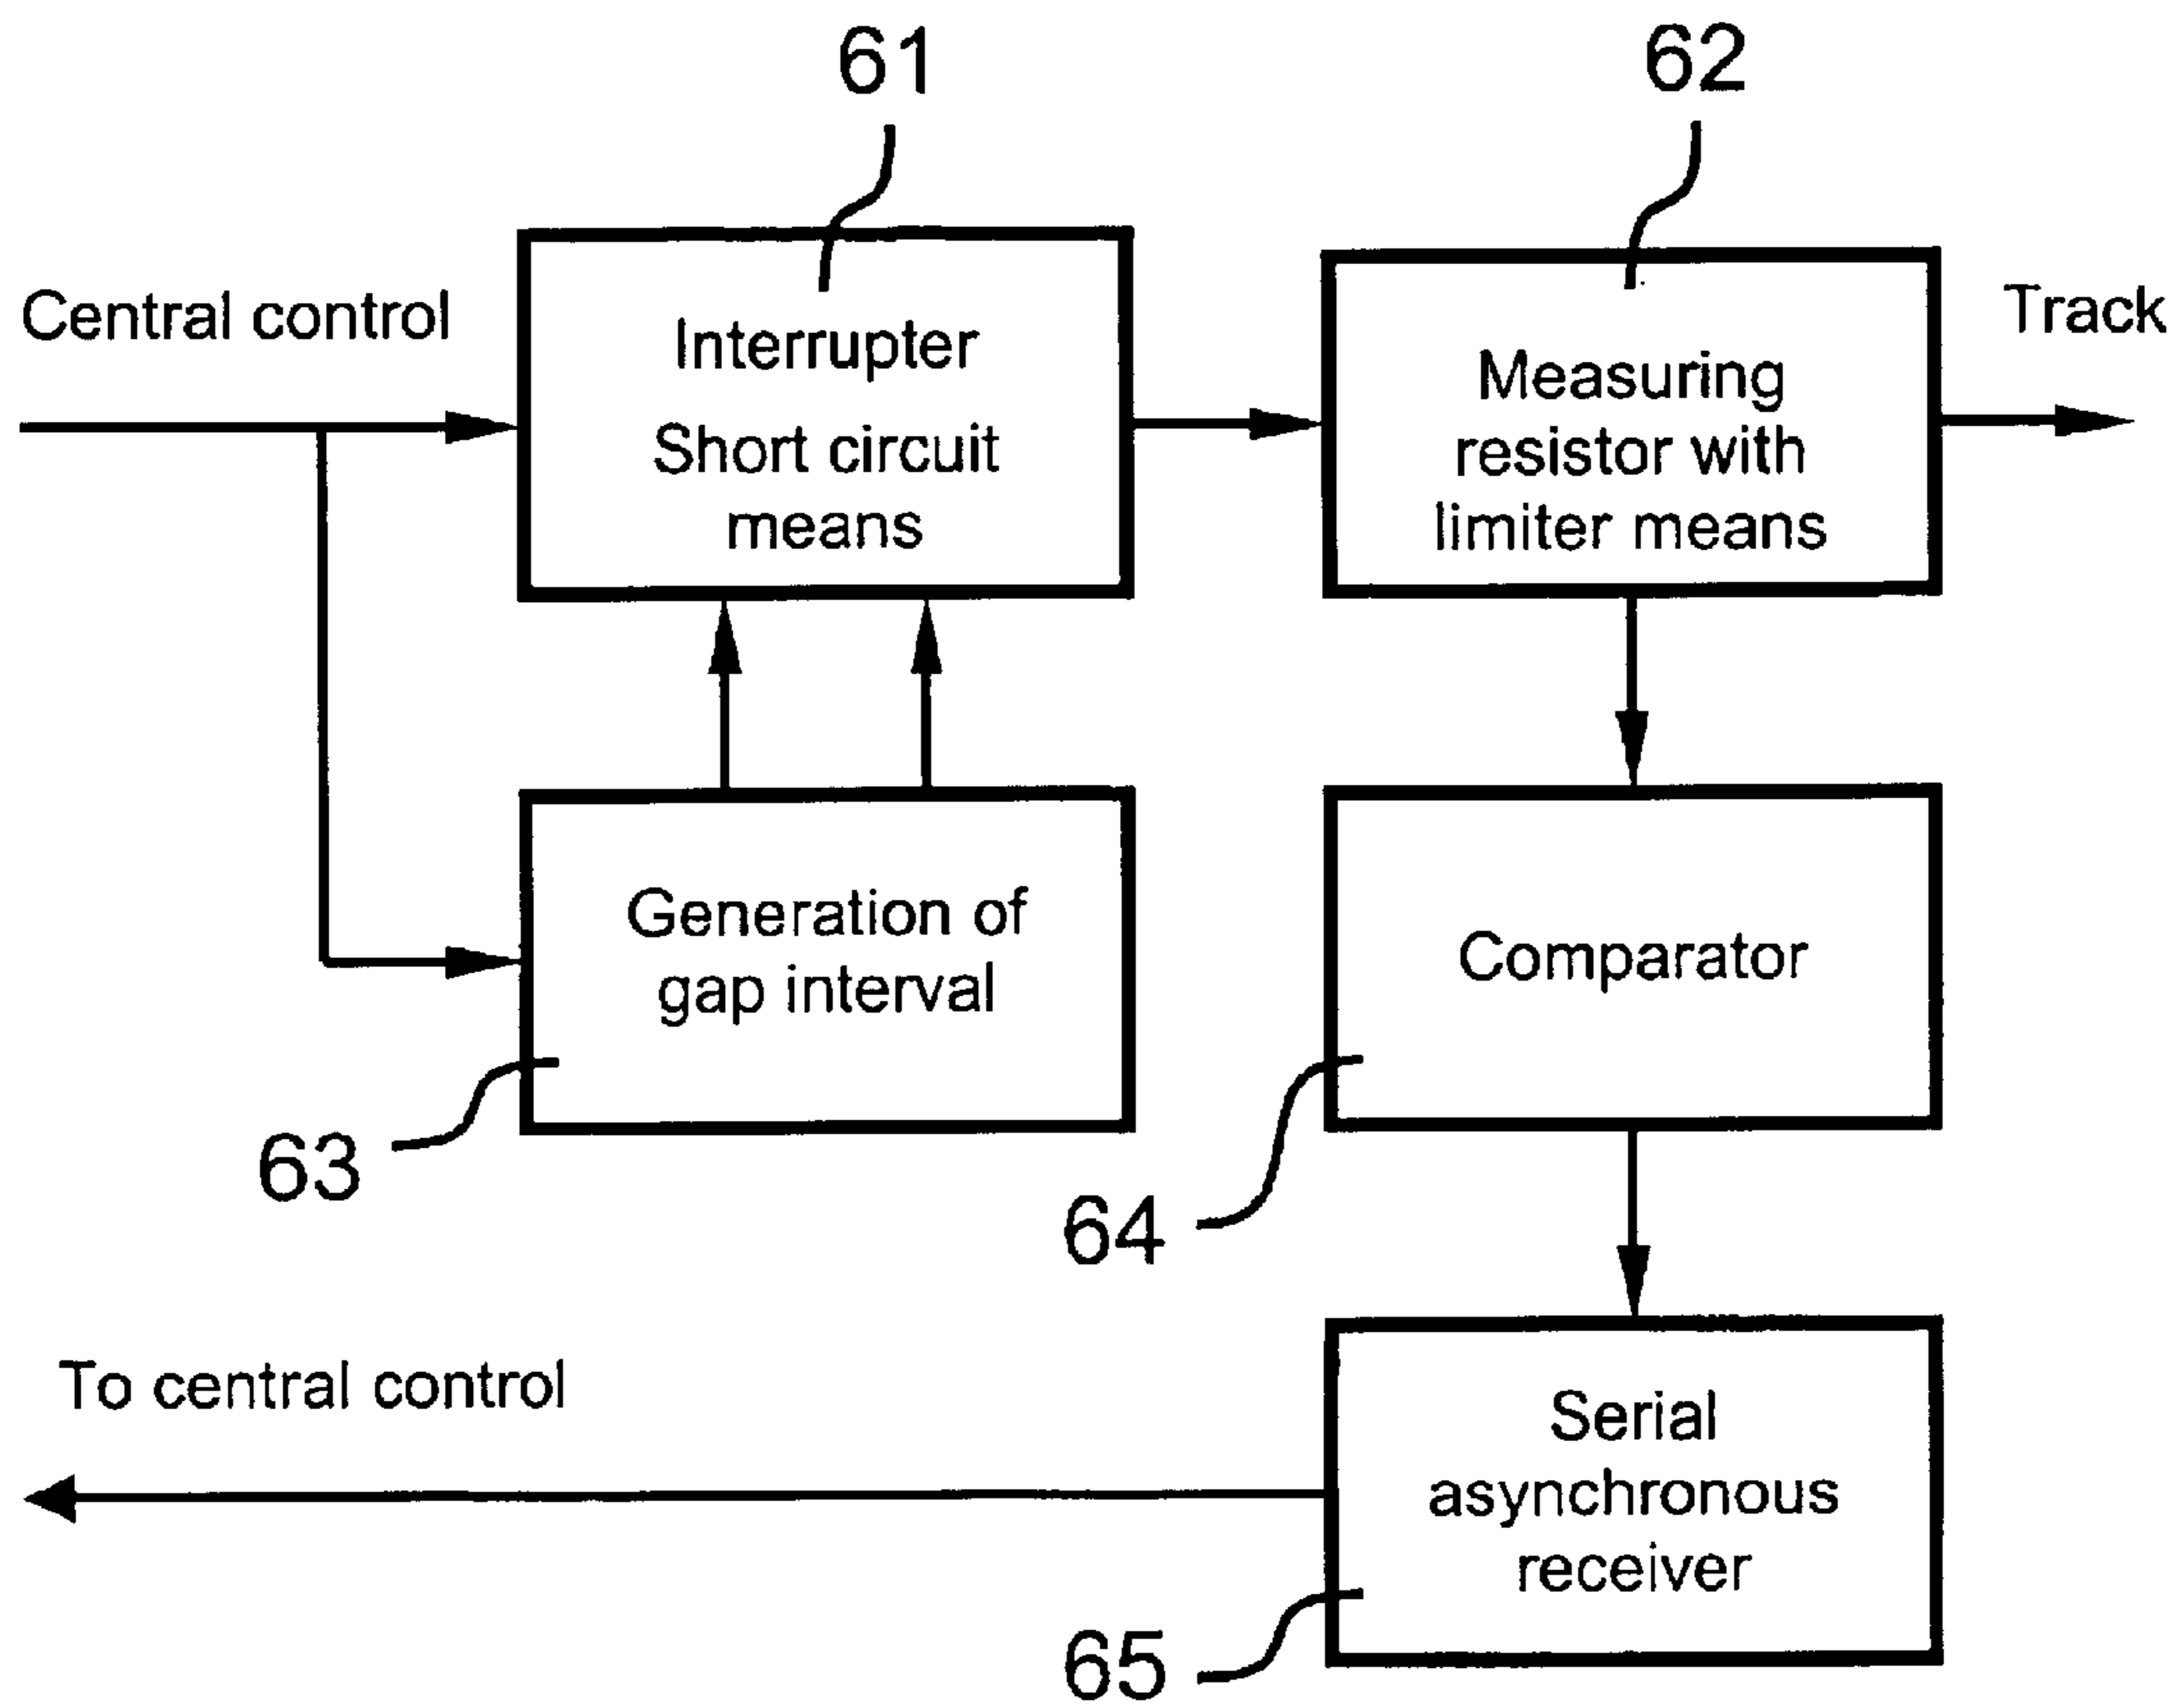 61
62
Central control
Interrupter
Short circuit
means
Measuring
resistor with
limiter means
Track
Generation of
gap interval
Comparator
63
64
To central control
Serial
asynchronous
receiver
65